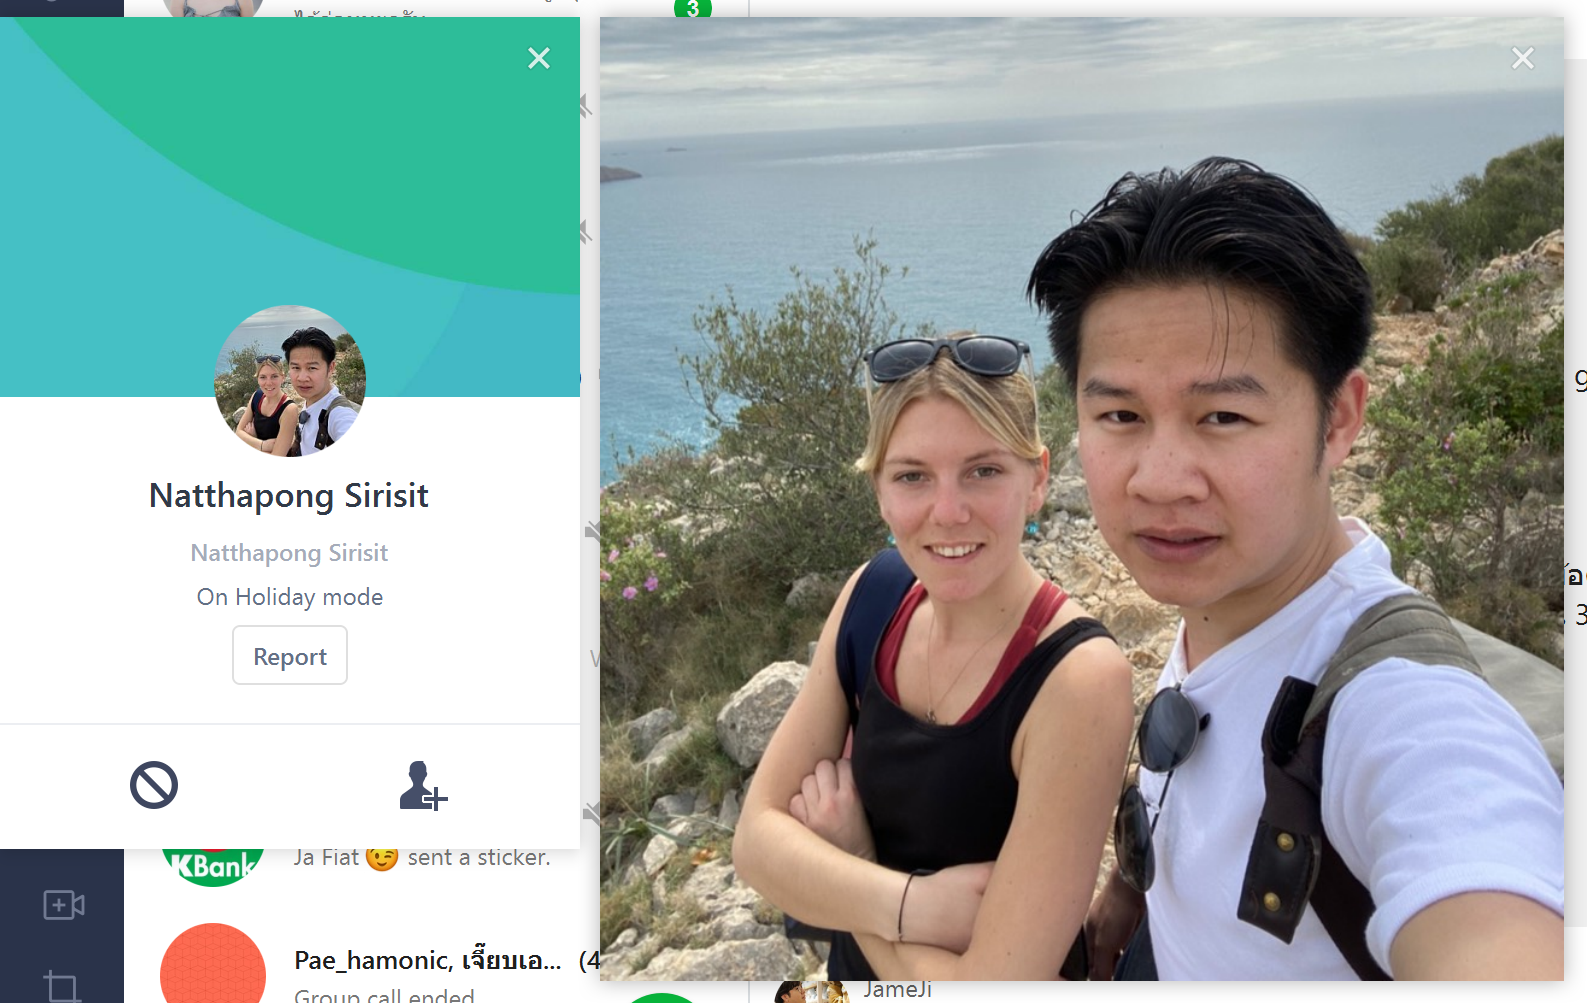 3
Natthapong Sirisit
Natthapong Sirisit
On Holiday mode
Report
KBank
Ja Fiat 😉 sent a sticker.
Pae_hamonic, เจี๊ยบเอ... (4
Group call ended
JameJi
g
3